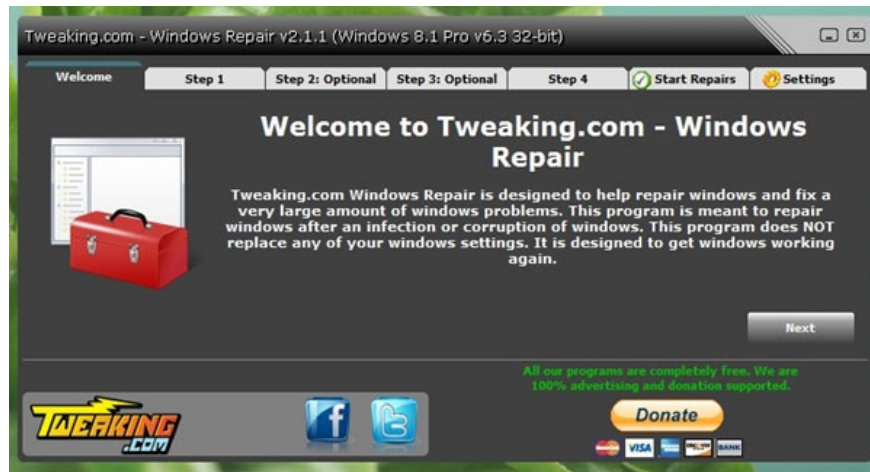 Tweaking.com - Windows Repair v2.1.1 (Windows 8.1 Pro v6.3 32-bit)
Welcome
Step 1
Step 2: Optional
Step 3: Optional
Step 4
Start Repairs
Settings
Welcome to Tweaking.com - Windows
Repair
Tweaking.com Windows Repair is designed to help repair windows and fix a
very large amount of windows problems. This program is meant to repair
windows after an infection or corruption of windows. This program does NOT
replace any of your windows settings. It is designed to get windows working
again.
Next
All our programs are completely free. We are
100% advertising and donation supported.
TWEAKING
.COM
f
t
Donate
VISA
BANK